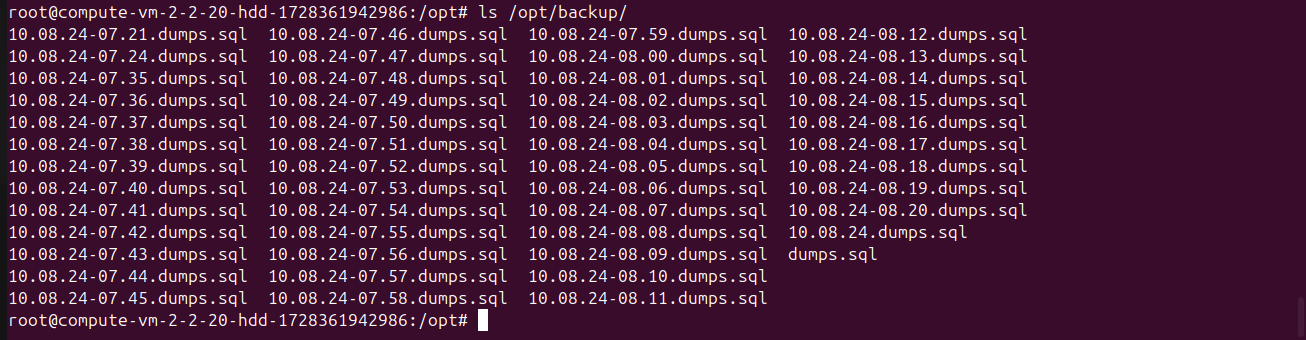 root@compute-vm-2-2-20-hdd-1728361942986:/opt# ls /opt/backup/
10.08.24-07.21.dumps.sql  10.08.24-07.46.dumps.sql  10.08.24-07.59.dumps.sql  10.08.24-08.12.dumps.sql
10.08.24-07.24.dumps.sql  10.08.24-07.47.dumps.sql  10.08.24-08.00.dumps.sql  10.08.24-08.13.dumps.sql
10.08.24-07.35.dumps.sql  10.08.24-07.48.dumps.sql  10.08.24-08.01.dumps.sql  10.08.24-08.14.dumps.sql
10.08.24-07.36.dumps.sql  10.08.24-07.49.dumps.sql  10.08.24-08.02.dumps.sql  10.08.24-08.15.dumps.sql
10.08.24-07.37.dumps.sql  10.08.24-07.50.dumps.sql  10.08.24-08.03.dumps.sql  10.08.24-08.16.dumps.sql
10.08.24-07.38.dumps.sql  10.08.24-07.51.dumps.sql  10.08.24-08.04.dumps.sql  10.08.24-08.17.dumps.sql
10.08.24-07.39.dumps.sql  10.08.24-07.52.dumps.sql  10.08.24-08.05.dumps.sql  10.08.24-08.18.dumps.sql
10.08.24-07.40.dumps.sql  10.08.24-07.53.dumps.sql  10.08.24-08.06.dumps.sql  10.08.24-08.19.dumps.sql
10.08.24-07.41.dumps.sql  10.08.24-07.54.dumps.sql  10.08.24-08.07.dumps.sql  10.08.24-08.20.dumps.sql
10.08.24-07.42.dumps.sql  10.08.24-07.55.dumps.sql  10.08.24-08.08.dumps.sql  10.08.24.dumps.sql
10.08.24-07.43.dumps.sql  10.08.24-07.56.dumps.sql  10.08.24-08.09.dumps.sql  dumps.sql
10.08.24-07.44.dumps.sql  10.08.24-07.57.dumps.sql  10.08.24-08.10.dumps.sql
10.08.24-07.45.dumps.sql  10.08.24-07.58.dumps.sql  10.08.24-08.11.dumps.sql
root@compute-vm-2-2-20-hdd-1728361942986:/opt#